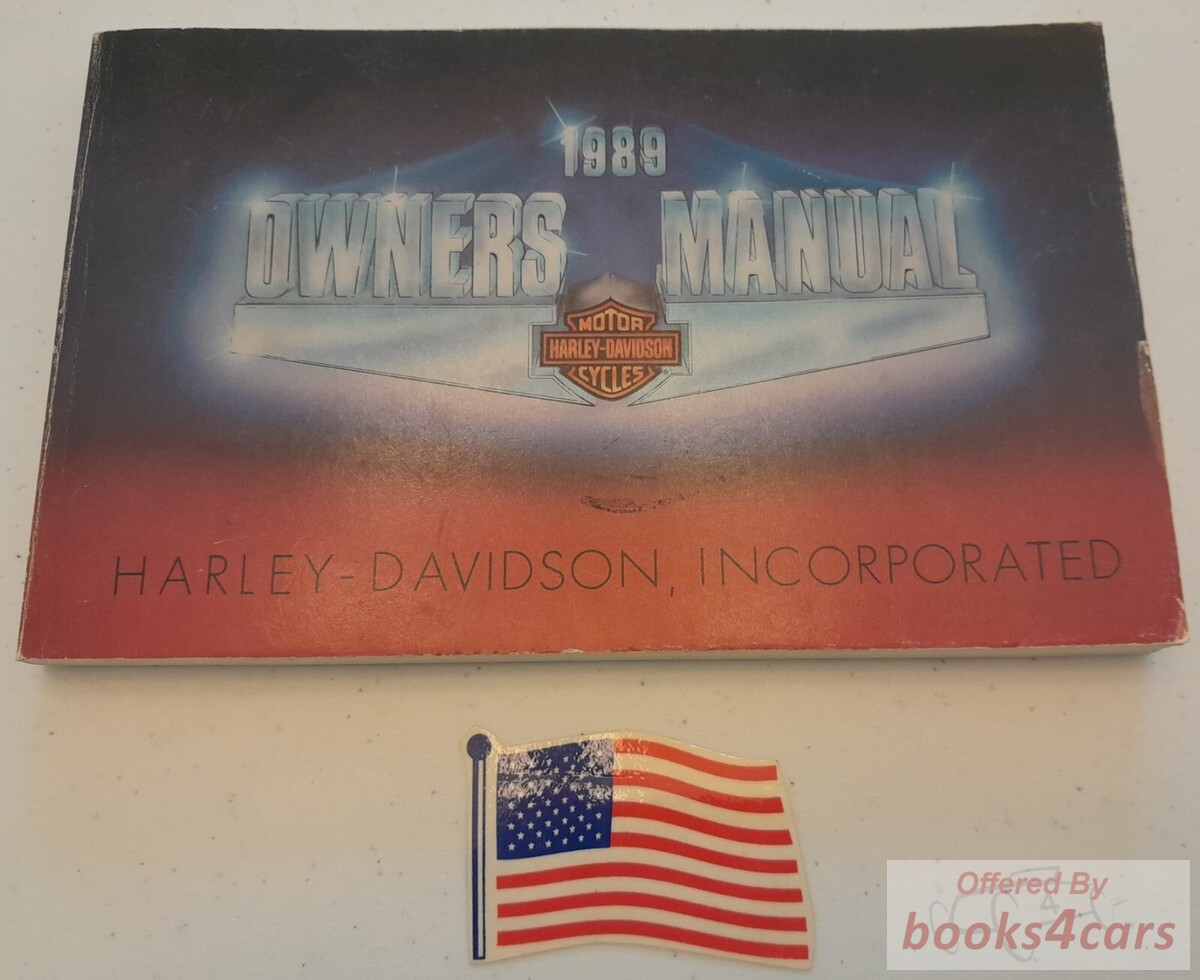 1989
OWNERS MANUAL
MOTOR
HARLEY-DAVIDSON
CYCLES
HARLEY-DAVIDSON, INCORPORATED
Offered By
books4cars